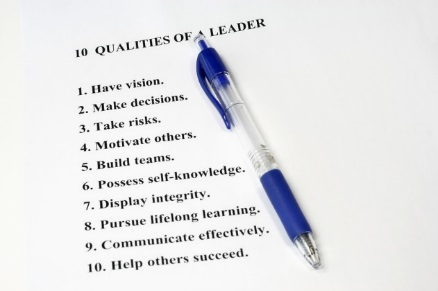 10 QUALITIES OF A LEADER
1. Have vision.
2. Make decisions.
3. Take risks.
4. Motivate others.
5. Build teams.
6. Possess self-knowledge.
7. Display integrity.
8. Pursue lifelong learning.
9. Communicate effectively.
10. Help others succeed.